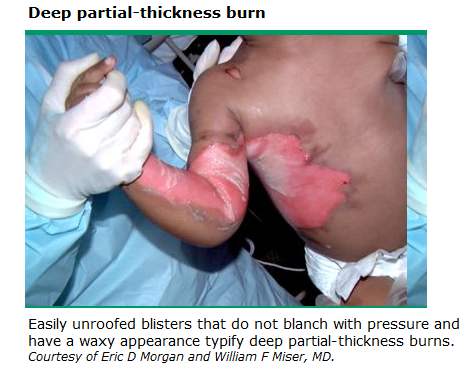 Deep partial-thickness burn
Easily unroofed blisters that do not blanch with pressure and
have a waxy appearance typify deep partial-thickness burns.
Courtesy of Eric D Morgan and William F Miser, MD.